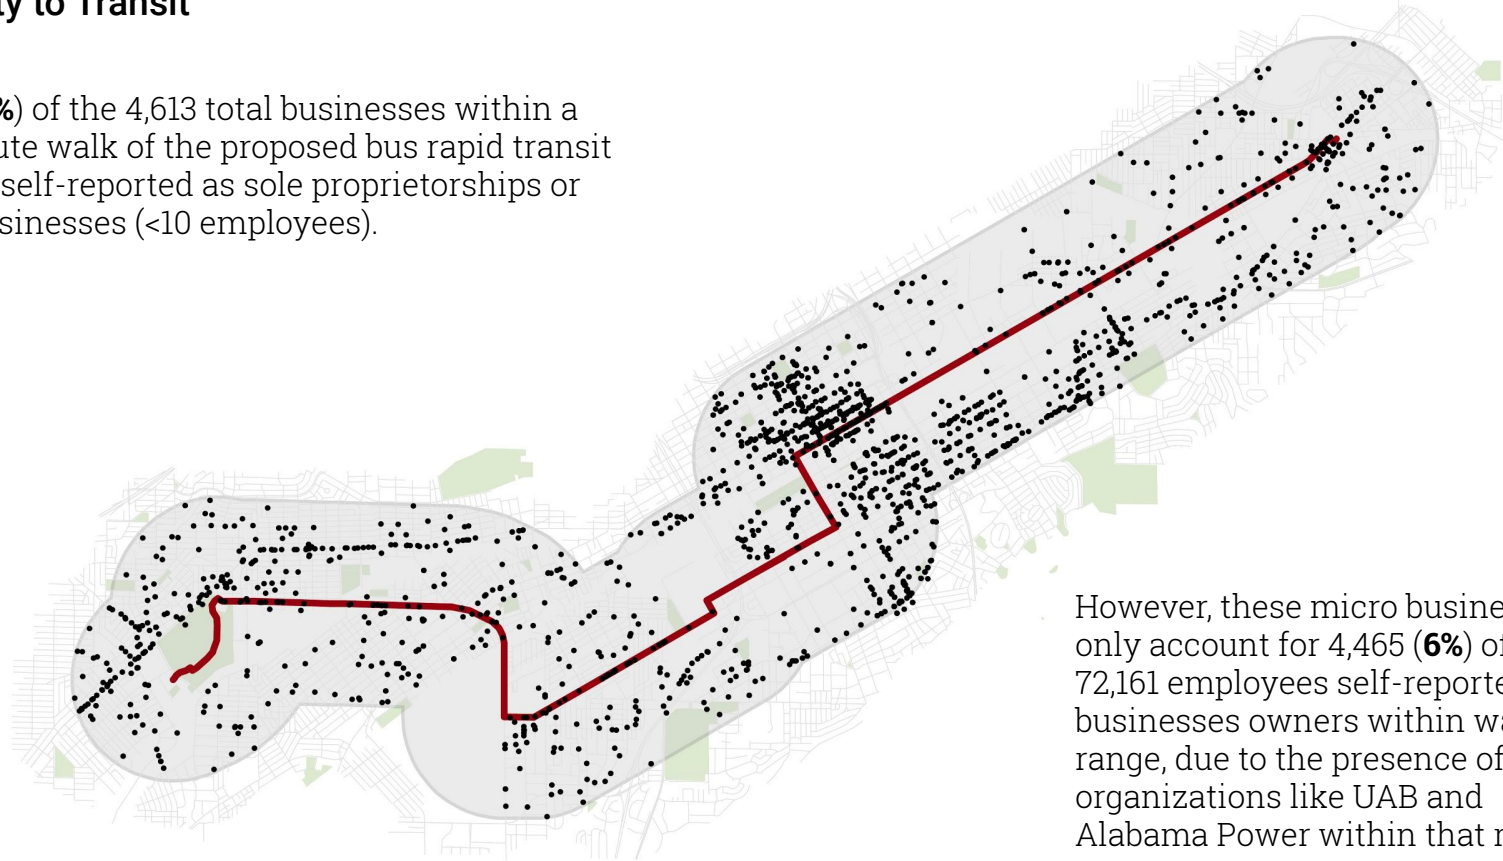 ty to Transit
%) of the 4,613 total businesses within a
ute walk of the proposed bus rapid transit
self-reported as sole proprietorships or
sinesses (<10 employees).
However, these micro busine
only account for 4,465 (6%) of
72,161 employees self-reporte
businesses owners within wa
range, due to the presence of
organizations like UAB and
Alabama Power within that r